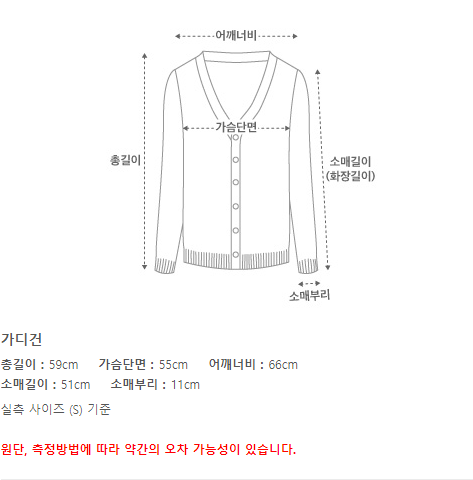 어깨너비
가슴단면
총길이
소매길이
(화장길이)
소매부리
가디건
총길이 : 59cm 가슴단면 : 55cm 어깨너비 : 66cm
소매길이 : 51cm 소매부리 : 11cm
실측 사이즈 (S) 기준
원단, 측정방법에 따라 약간의 오차 가능성이 있습니다.